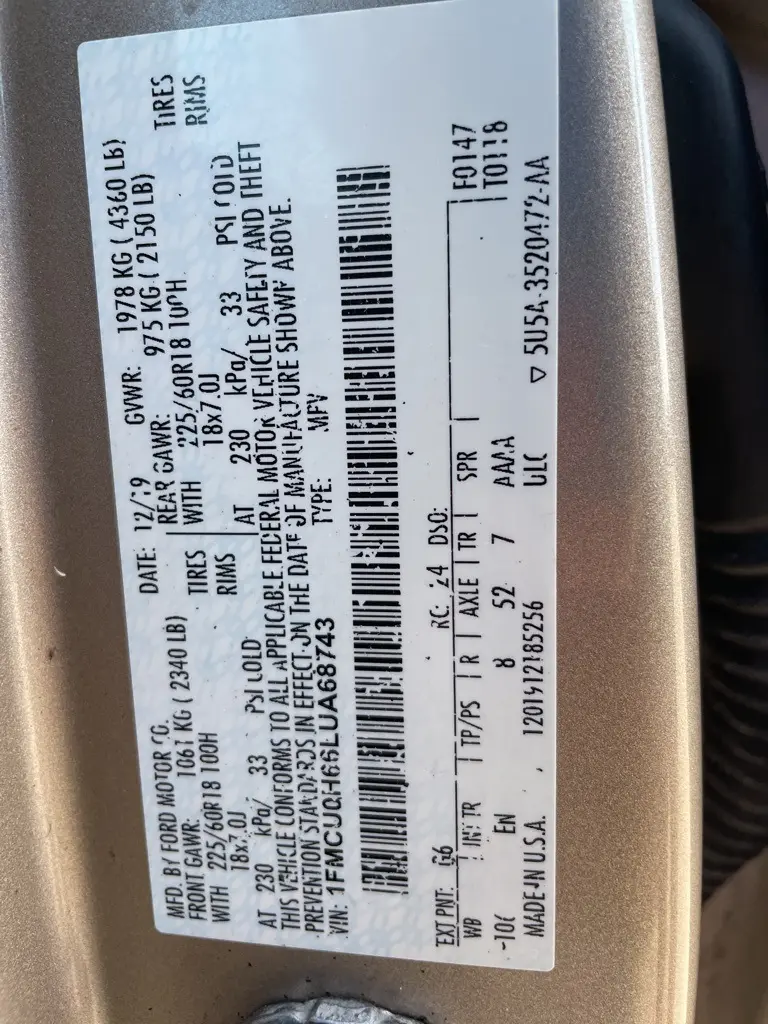 MFD. BY FORD MOTOR CO.
DATE: 12/19 GVWR: 1978 KG ( 4360 LB)
FRONT GAWR: 1061 KG ( 2340 LB) REAR GAWR: 975 KG ( 2150 LB)
WITH 225/60R18 100H TIRES WITH 225/60R18 100H TIRES
18x7.0J RIMS 18x7.0J RIMS
AT 230 kPa/ 33 PSI COLD AT 230 kPa/ 33 PSI COLD
THIS VEHICLE CONFORMS TO ALL APPLICABLE FEDERAL MOTOR VEHICLE SAFETY AND THEFT
PREVENTION STANDARDS IN EFFECT ON THE DATE OF MANUFACTURE SHOWN ABOVE.
VIN: 1FMCU0H66LUA68743 TYPE: MPV
EXT PNT: G6 RC: 24 DSO: F0147
WB INT TR TP/PS R AXLE TR SPR T0118
EN 8 52 7 AAAA
MADE IN U.S.A. 1201912185256 ULC ▽ 5U5A-3520472-AA